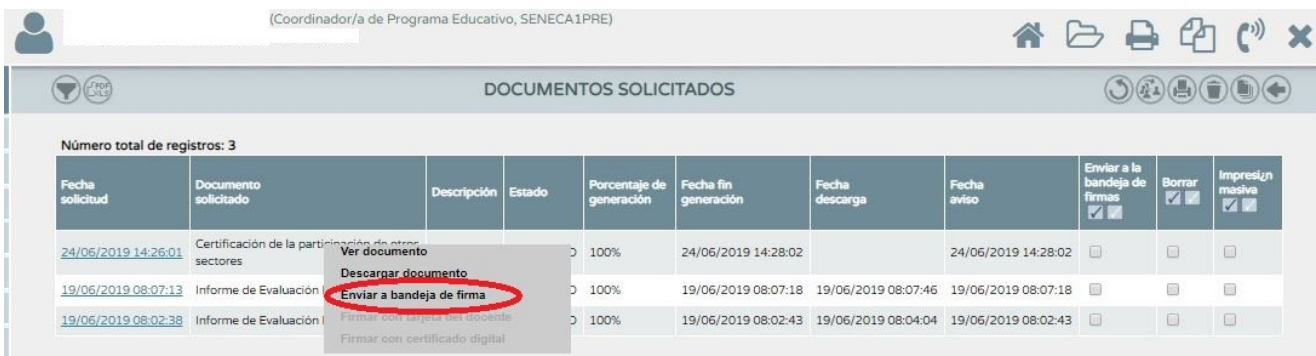 (Coordinador/a de Programa Educativo, SENECA1PRE)
DOCUMENTOS SOLICITADOS
Número total de registros: 3
Fecha solicitud Documento solicitado Descripción Estado Porcentaje de generación Fecha fin generación Fecha descarga Fecha aviso Enviar a la bandeja de firmas Borrar Impresi¿n masiva
24/06/2019 14:26:01 Certificación de la participación de otros sectores 100% 24/06/2019 14:28:02 24/06/2019 14:28:02
19/06/2019 08:07:13 Informe de Evaluación 100% 19/06/2019 08:07:18 19/06/2019 08:07:46 19/06/2019 08:07:18
19/06/2019 08:02:38 Informe de Evaluación 100% 19/06/2019 08:02:43 19/06/2019 08:04:04 19/06/2019 08:02:43
Ver documento
Descargar documento
Enviar a bandeja de firma
Firmar con tarjeta del docente
Firmar con certificado digital